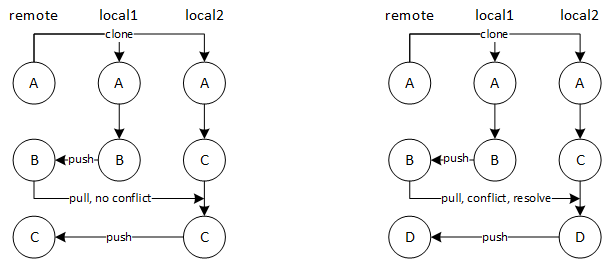 remote local1 local2
clone
A A A
B push B C
pull, no conflict
C push C
remote local1 local2
clone
A A A
B push B C
pull, conflict, resolve
D push D